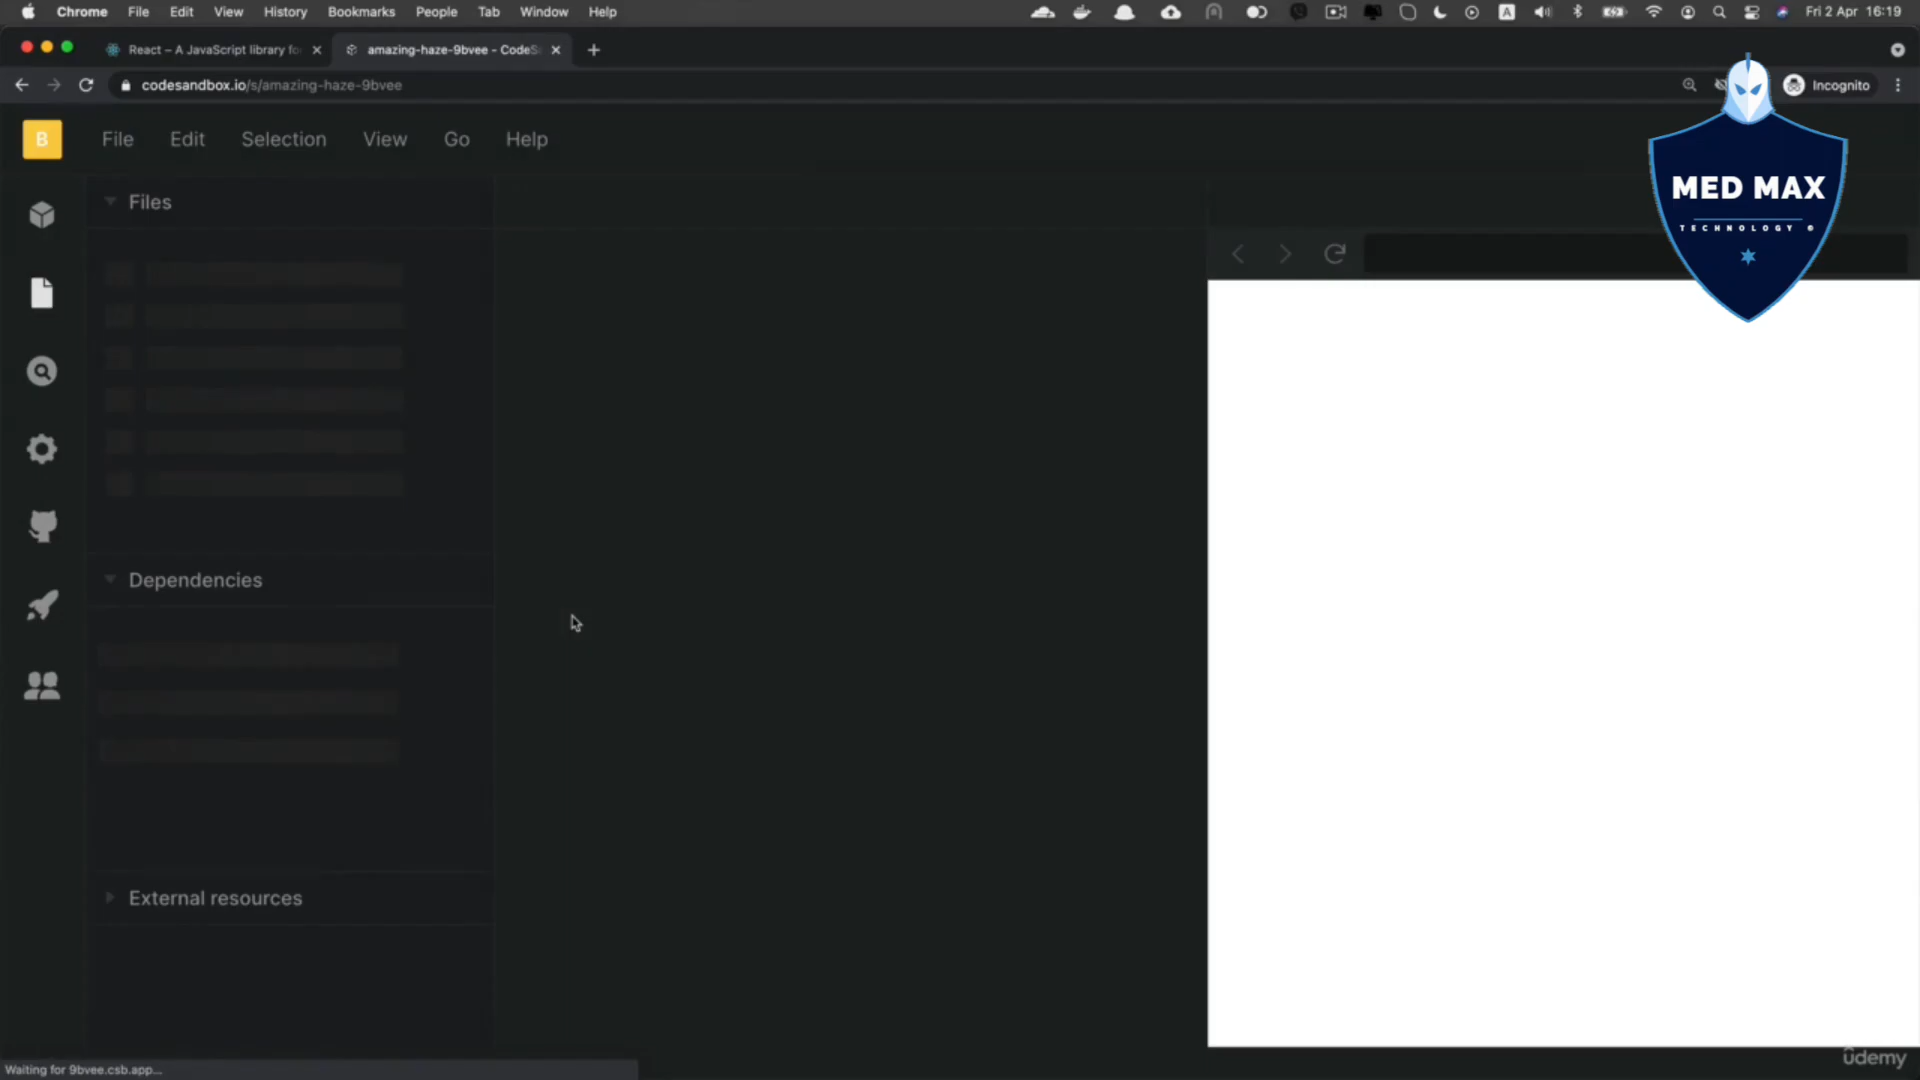 Chrome File Edit View History Bookmarks People Tab Window Help
A
Fri 2 Apr 16:19
React – A JavaScript library fo
amazing-haze-9bvee - CodeS
codesandbox.io/s/amazing-haze-9bvee
Incognito
B File Edit Selection View Go Help
MED MAX
TECHNOLOGY
Files
Dependencies
External resources
Waiting for 9bvee.csb.app...
udemy